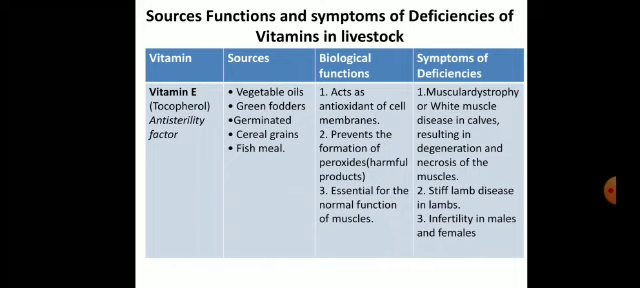 Sources Functions and symptoms of Deficiencies of
Vitamins in livestock
Vitamin
Sources
Biological
functions
Symptoms of
Deficiencies
Vitamin E
(Tocopherol)
Antisterility
factor
• Vegetable oils
• Green fodders
•Germinated
• Cereal grains
• Fish meal.
1. Acts as
antioxidant of cell
membranes.
2. Prevents the
formation of
peroxides(harmful
products)
3. Essential for the
normal function
of muscles.
1.Musculardystrophy
or White muscle
disease in calves,
resulting in
degeneration and
necrosis of the
muscles.
2. Stiff lamb disease
in lambs.
3. Infertility in males
and females